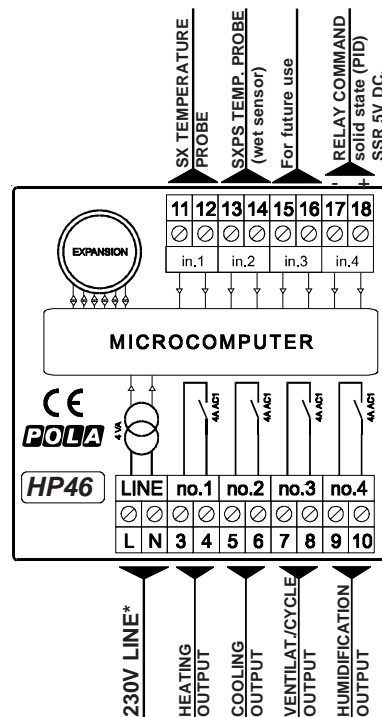 SX TEMPERATURE
PROBE
SXPS TEMP. PROBE
(wet sensor)
For future use
RELAY COMMAND
solid state (PID)
SSR 5V DC.
- +
11 12 13 14 15 16 17 18
in.1 in.2 in.3 in.4
EXPANSION
MICROCOMPUTER
CE
POLA
4 VA
4A AC1
4A AC1
4A AC1
4A AC1
HP46
LINE no.1 no.2 no.3 no.4
L N 3 4 5 6 7 8 9 10
230V LINE*
HEATING
OUTPUT
COOLING
OUTPUT
VENTILAT./CYCLE
OUTPUT
HUMIDIFICATION
OUTPUT